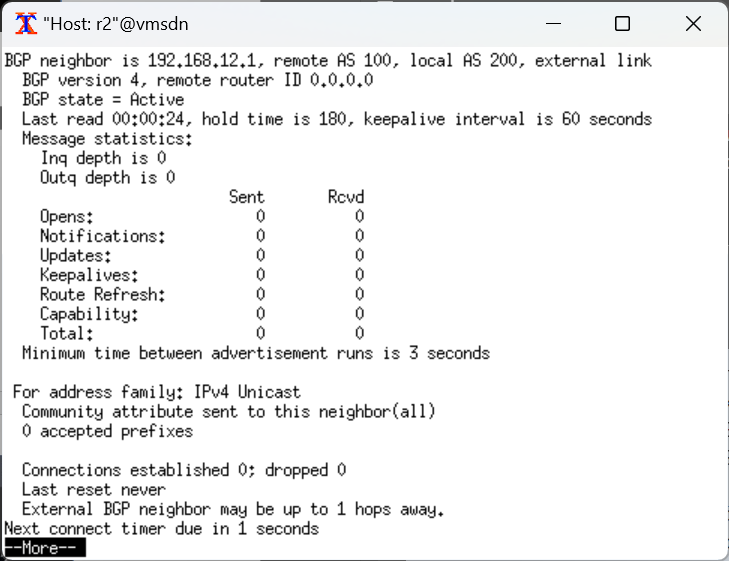 "Host: r2"@vmsdn
BGP neighbor is 192.168.12.1, remote AS 100, local AS 200, external link
  BGP version 4, remote router ID 0.0.0.0
  BGP state = Active
  Last read 00:00:24, hold time is 180, keepalive interval is 60 seconds
  Message statistics:
    Inq depth is 0
    Outq depth is 0
                         Sent       Rcvd
    Opens:                  0          0
    Notifications:          0          0
    Updates:                0          0
    Keepalives:             0          0
    Route Refresh:          0          0
    Capability:             0          0
    Total:                  0          0
  Minimum time between advertisement runs is 3 seconds

 For address family: IPv4 Unicast
  Community attribute sent to this neighbor(all)
  0 accepted prefixes

  Connections established 0; dropped 0
  Last reset never
  External BGP neighbor may be up to 1 hops away.
Next connect timer due in 1 seconds
--More--